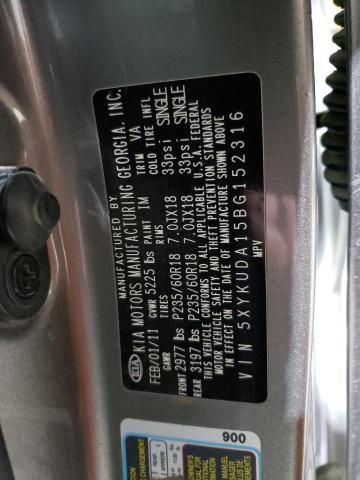 MANUFACTURED BY
KIA KIA MOTORS MANUFACTURING GEORGIA, INC.
FEB/01/11 GVWR 5225 lbs PAINT IM TRIM VA
GAWR TIRES RIMS COLD TIRE INFL
FRONT 2977 lbs P235/60R18 7.0JX18 33psi SINGLE
REAR 3197 lbs P235/60R18 7.0JX18 33psi SINGLE
THIS VEHICLE CONFORMS TO ALL APPLICABLE U.S.A FEDERAL
MOTOR VEHICLE SAFETY AND THEFT PREVENTION STANDARDS
IN EFFECT ON THE DATE OF MANUFACTURE SHOWN ABOVE
VIN 5XYKUDA15BG152316
MPV
900